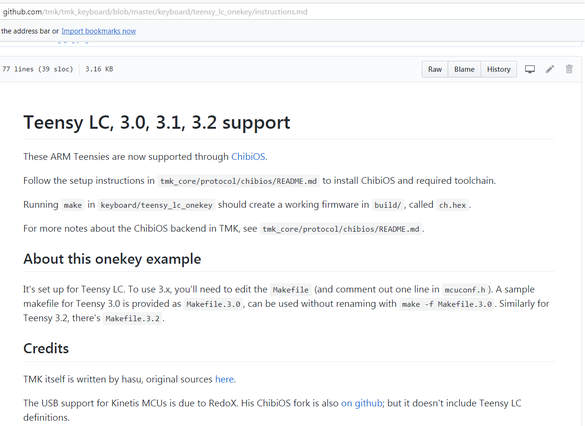 github.com/tmk/tmk_keyboard/blob/master/keyboard/teensy_lc_onekey/instructions.md
the address bar or Import bookmarks now
77 lines (39 sloc) 3.16 KB
Raw Blame History
Teensy LC, 3.0, 3.1, 3.2 support
These ARM Teensies are now supported through ChibiOS.
Follow the setup instructions in tmk_core/protocol/chibios/README.md to install ChibiOS and required toolchain.
Running make in keyboard/teensy_lc_onekey should create a working firmware in build/, called ch.hex.
For more notes about the ChibiOS backend in TMK, see tmk_core/protocol/chibios/README.md.
About this onekey example
It's set up for Teensy LC. To use 3.x, you'll need to edit the Makefile (and comment out one line in mcuconf.h). A sample
makefile for Teensy 3.0 is provided as Makefile.3.0, can be used without renaming with make -f Makefile.3.0. Similarly for
Teensy 3.2, there's Makefile.3.2.
Credits
TMK itself is written by hasu, original sources here.
The USB support for Kinetis MCUs is due to RedoX. His ChibiOS fork is also on github; but it doesn't include Teensy LC
definitions.